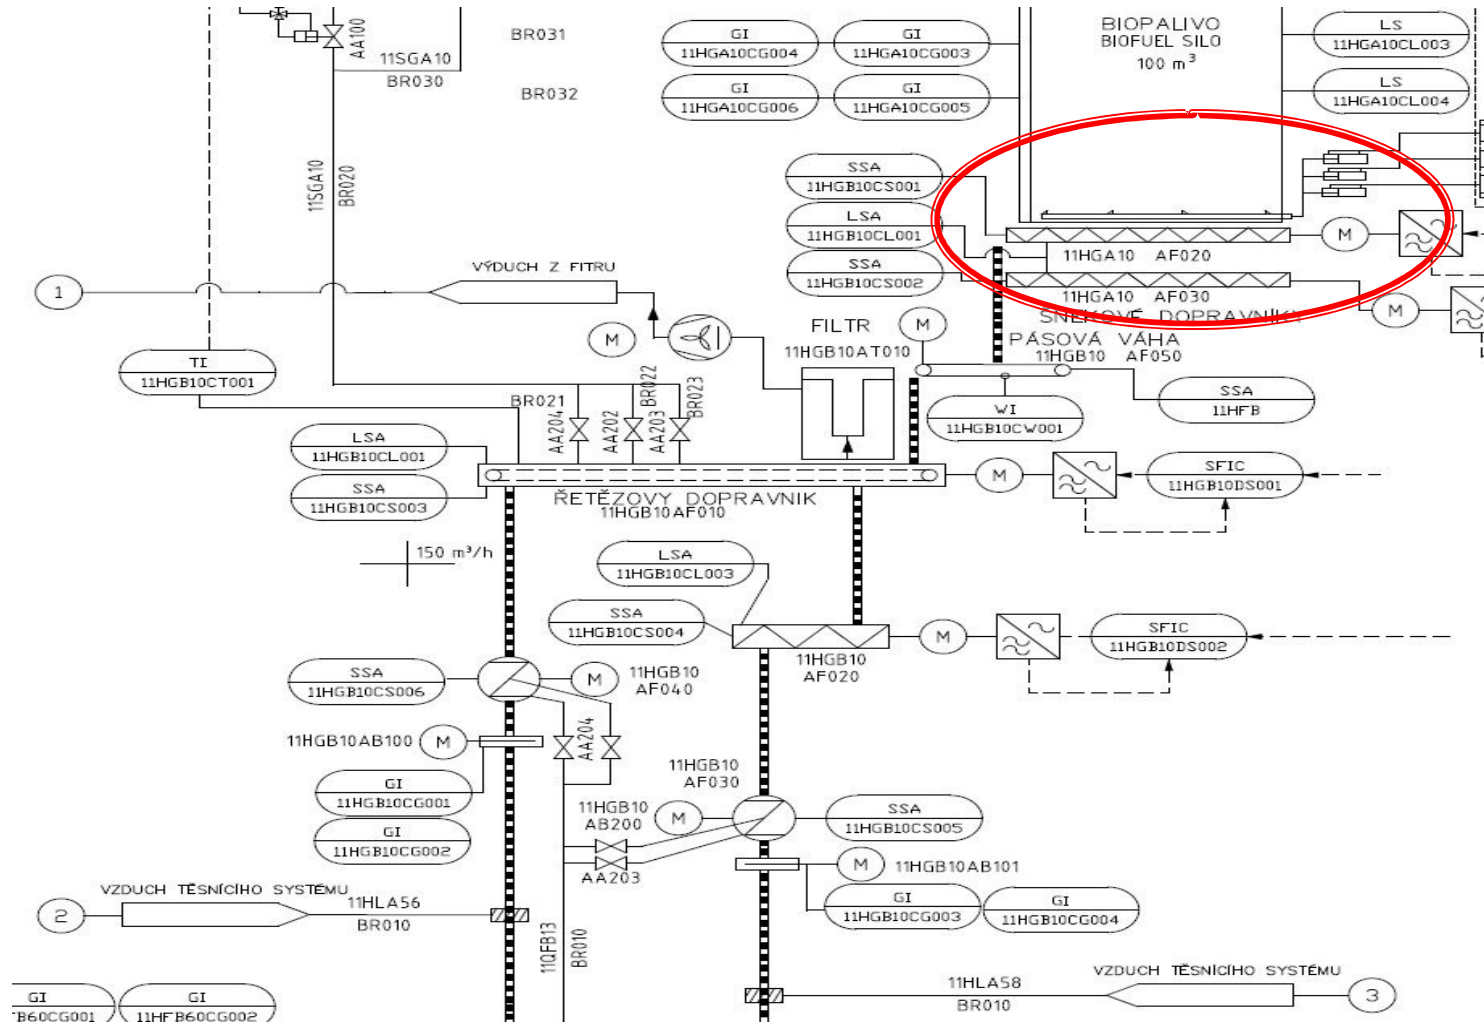 BR031
GI
11HGA10CG004
GI
11HGA10CG003
BIOPALIVO
BIOFUEL SILO
100 m³
LS
11HGA10CL003
AA100
11SGA10
BR030
BR032
GI
11HGA10CG006
GI
11HGA10CG005
LS
11HGA10CL004
11SGA10
BR020
SSA
11HGB10CS001
LSA
11HGB10CL001
M
SSA
11HGB10CS002
11HGA10 AF020
11HGA10 AF030
ŠNEKOVÉ DOPRAVNÍKY
M
1
VÝDUCH Z FITRU
M
FILTR
11HGB10AT010
M
PÁSOVÁ VÁHA
11HGB10 AF050
TI
11HGB10CT001
BR021
BR022
BR023
AA204
AA202
AA203
WI
11HGB10CW001
SSA
11HFB
LSA
11HGB10CL001
SSA
11HGB10CS003
ŘETĚZOVY DOPRAVNIK
11HGB10AF010
M
SFIC
11HGB10DS001
150 m³/h
LSA
11HGB10CL003
SSA
11HGB10CS004
11HGB10
AF020
M
SFIC
11HGB10DS002
SSA
11HGB10CS006
M
11HGB10
AF040
11HGB10AB100
M
AA204
GI
11HGB10CG001
GI
11HGB10CG002
11HGB10
AF030
11HGB10
AB200
M
AA203
SSA
11HGB10CS005
M
11HGB10AB101
GI
11HGB10CG003
GI
11HGB10CG004
2
VZDUCH TĚSNÍCÍHO SYSTÉMU
11HLA56
BR010
11QFB13
BR010
11HLA58
BR010
VZDUCH TĚSNÍCÍHO SYSTÉMU
3
GI
B60CG001
GI
11HFB60CG002